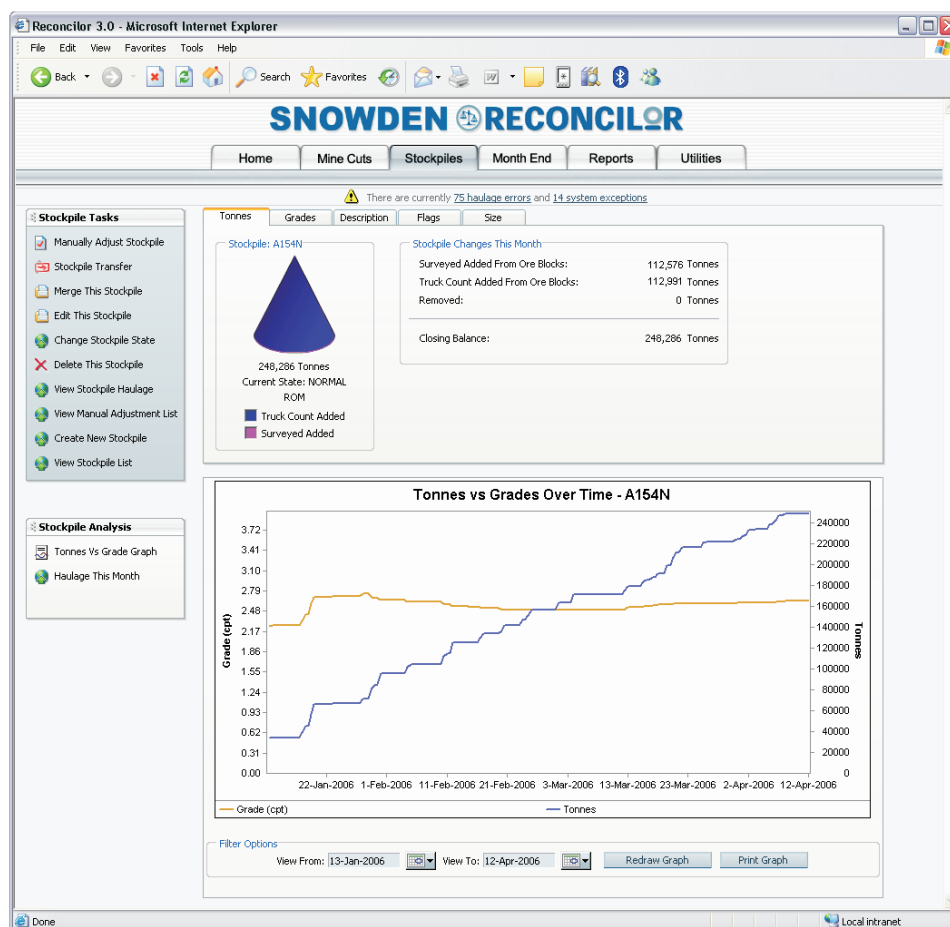 Reconcilor 3.0 - Microsoft Internet Explorer
File Edit View Favorites Tools Help
Back Search Favorites
SNOWDEN RECONCILOR
Home Mine Cuts Stockpiles Month End Reports Utilities
There are currently 75 haulage errors and 14 system exceptions
Stockpile Tasks
Manually Adjust Stockpile
Stockpile Transfer
Merge This Stockpile
Edit This Stockpile
Change Stockpile State
Delete This Stockpile
View Stockpile Haulage
View Manual Adjustment List
Create New Stockpile
View Stockpile List
Stockpile Analysis
Tonnes Vs Grade Graph
Haulage This Month
Tonnes Grades Description Flags Size
Stockpile: A154N
248,286 Tonnes
Current State: NORMAL
ROM
Truck Count Added
Surveyed Added
Stockpile Changes This Month
Surveyed Added From Ore Blocks: 112,576 Tonnes
Truck Count Added From Ore Blocks: 112,991 Tonnes
Removed: 0 Tonnes
Closing Balance: 248,286 Tonnes
Tonnes vs Grades Over Time - A154N
Grade (cpt)
3.72
3.41
3.10
2.79
2.48
2.17
1.86
1.55
1.24
0.93
0.62
0.31
0.00
240000
220000
200000
180000
160000
140000
120000
100000
80000
60000
40000
20000
0
Tonnes
22-Jan-2006 1-Feb-2006 11-Feb-2006 21-Feb-2006 3-Mar-2006 13-Mar-2006 23-Mar-2006 2-Apr-2006 12-Apr-2006
Grade (cpt) Tonnes
Filter Options
View From: 13-Jan-2006 View To: 12-Apr-2006 Redraw Graph Print Graph
Done Local intranet